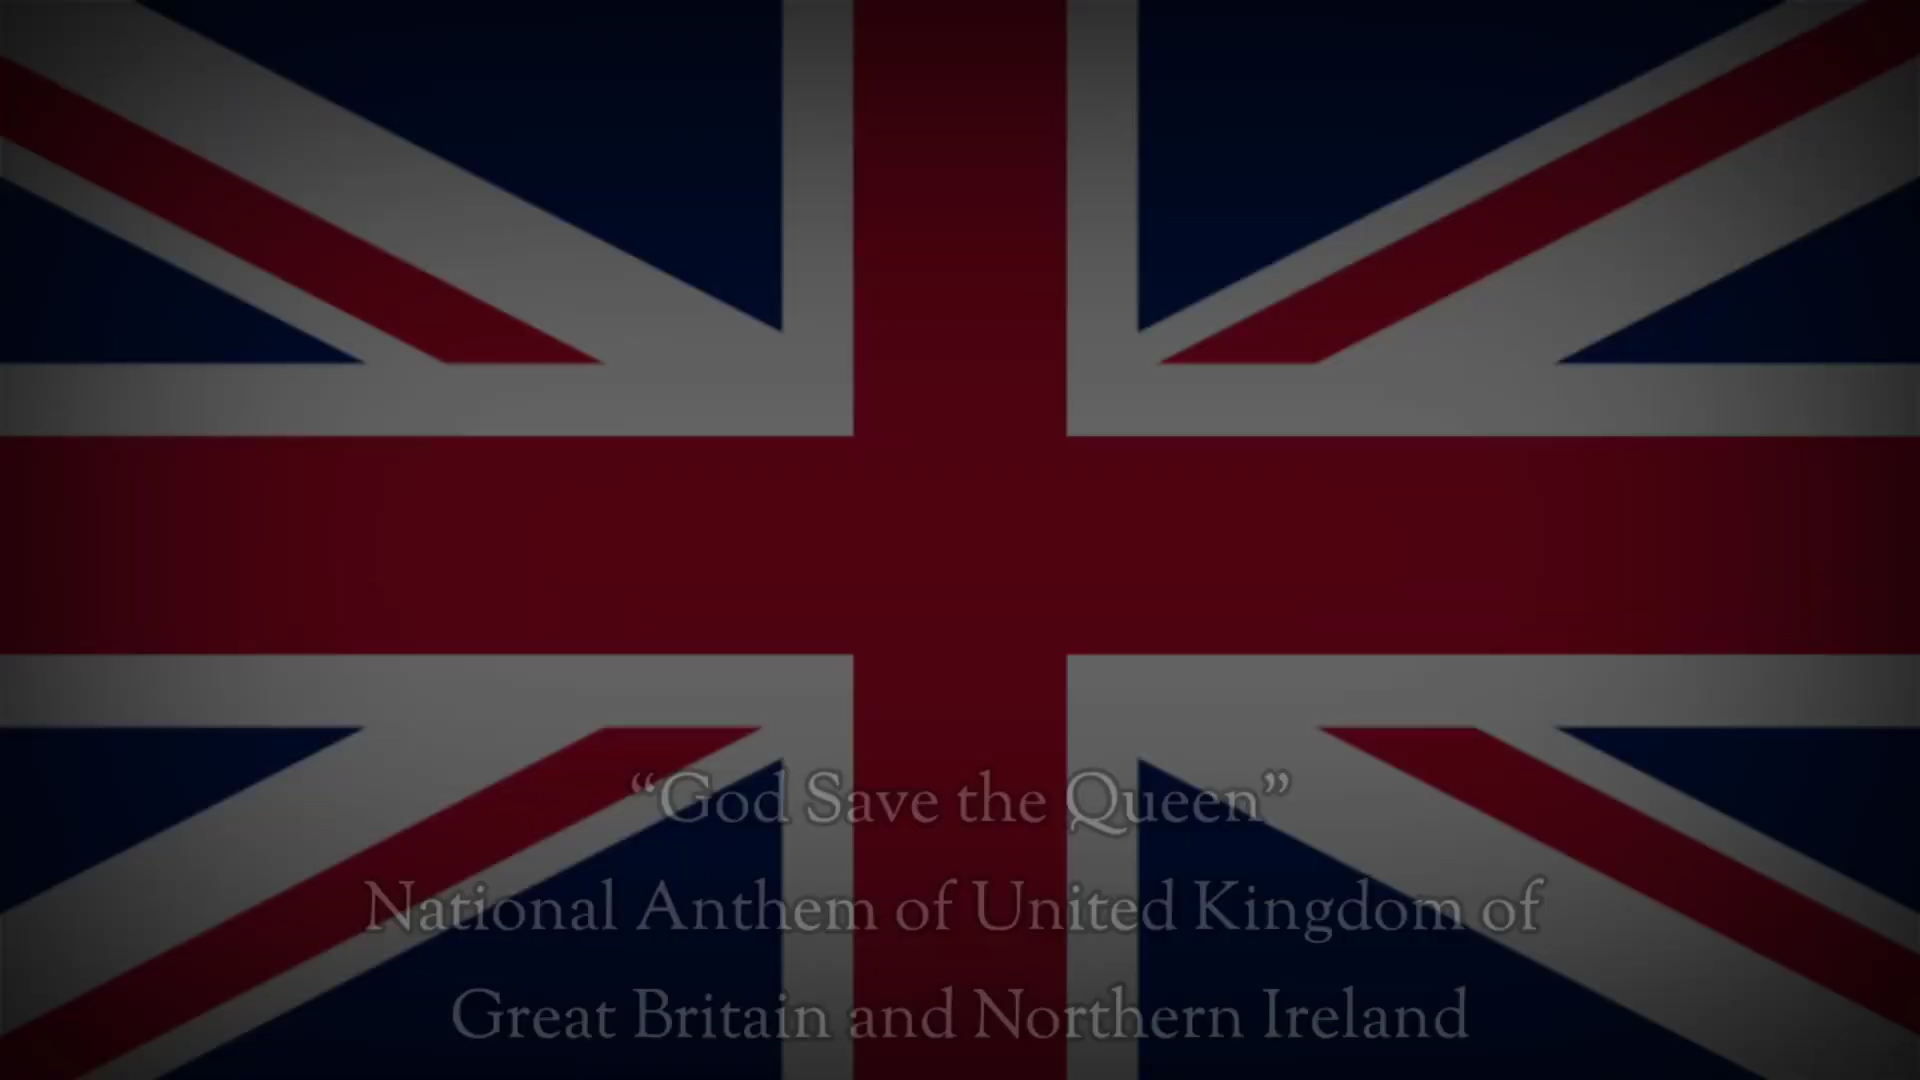 “God Save the Queen”
National Anthem of United Kingdom of
Great Britain and Northern Ireland